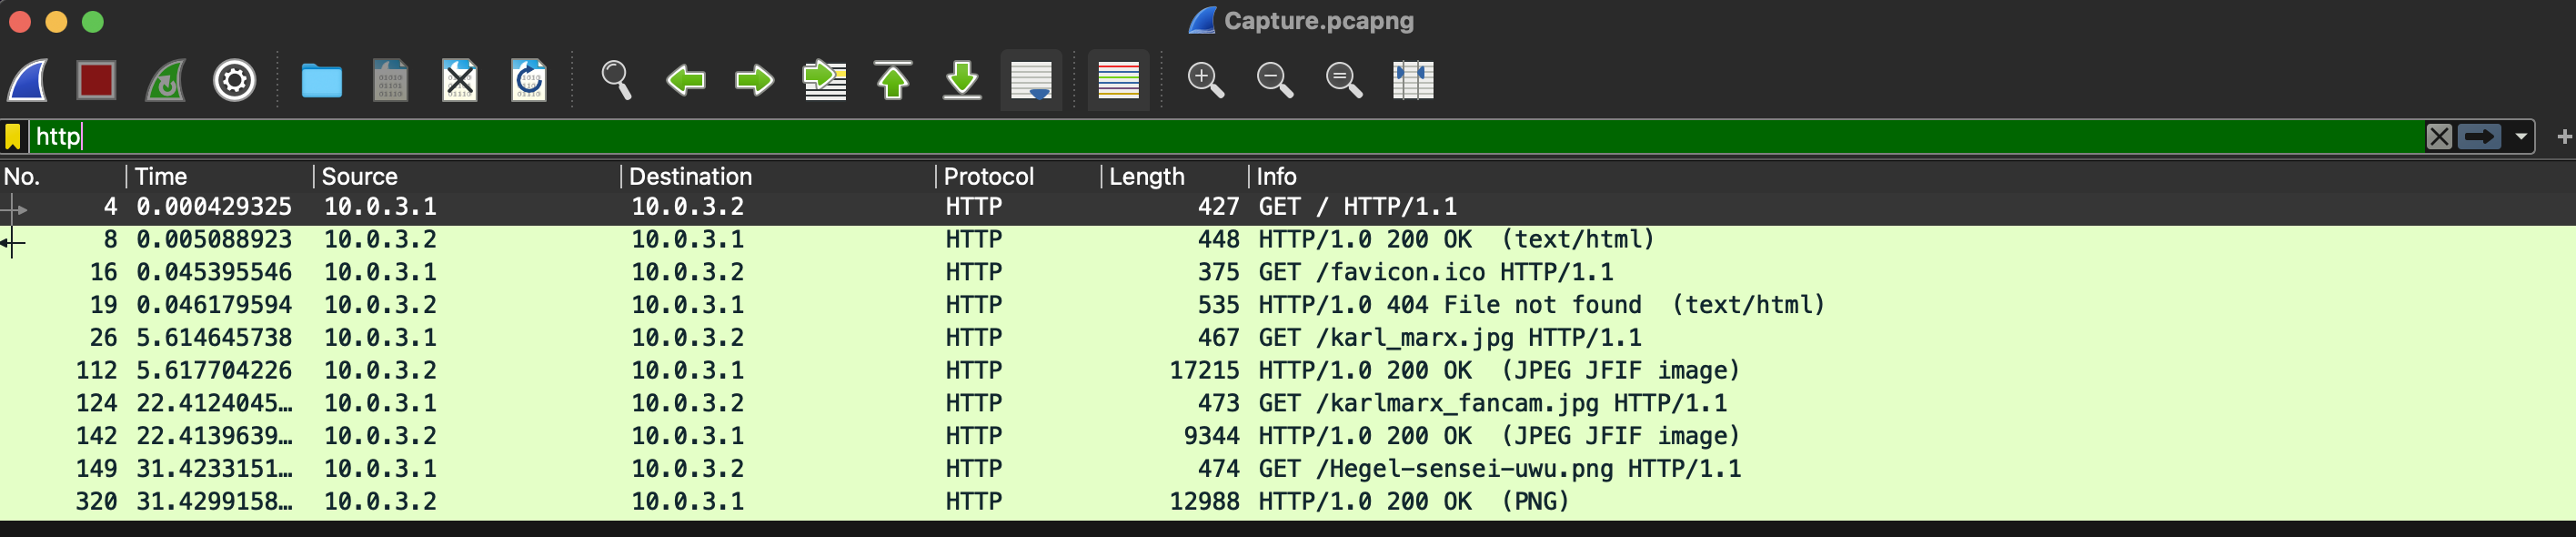 Capture.pcapng
http
No. Time Source Destination Protocol Length Info
4 0.000429325 10.0.3.1 10.0.3.2 HTTP 427 GET / HTTP/1.1
8 0.005088923 10.0.3.2 10.0.3.1 HTTP 448 HTTP/1.0 200 OK (text/html)
16 0.045395546 10.0.3.1 10.0.3.2 HTTP 375 GET /favicon.ico HTTP/1.1
19 0.046179594 10.0.3.2 10.0.3.1 HTTP 535 HTTP/1.0 404 File not found (text/html)
26 5.614645738 10.0.3.1 10.0.3.2 HTTP 467 GET /karl_marx.jpg HTTP/1.1
112 5.617704226 10.0.3.2 10.0.3.1 HTTP 17215 HTTP/1.0 200 OK (JPEG JFIF image)
124 22.4124045… 10.0.3.1 10.0.3.2 HTTP 473 GET /karlmarx_fancam.jpg HTTP/1.1
142 22.4139639… 10.0.3.2 10.0.3.1 HTTP 9344 HTTP/1.0 200 OK (JPEG JFIF image)
149 31.4233151… 10.0.3.1 10.0.3.2 HTTP 474 GET /Hegel-sensei-uwu.png HTTP/1.1
320 31.4299158… 10.0.3.2 10.0.3.1 HTTP 12988 HTTP/1.0 200 OK (PNG)